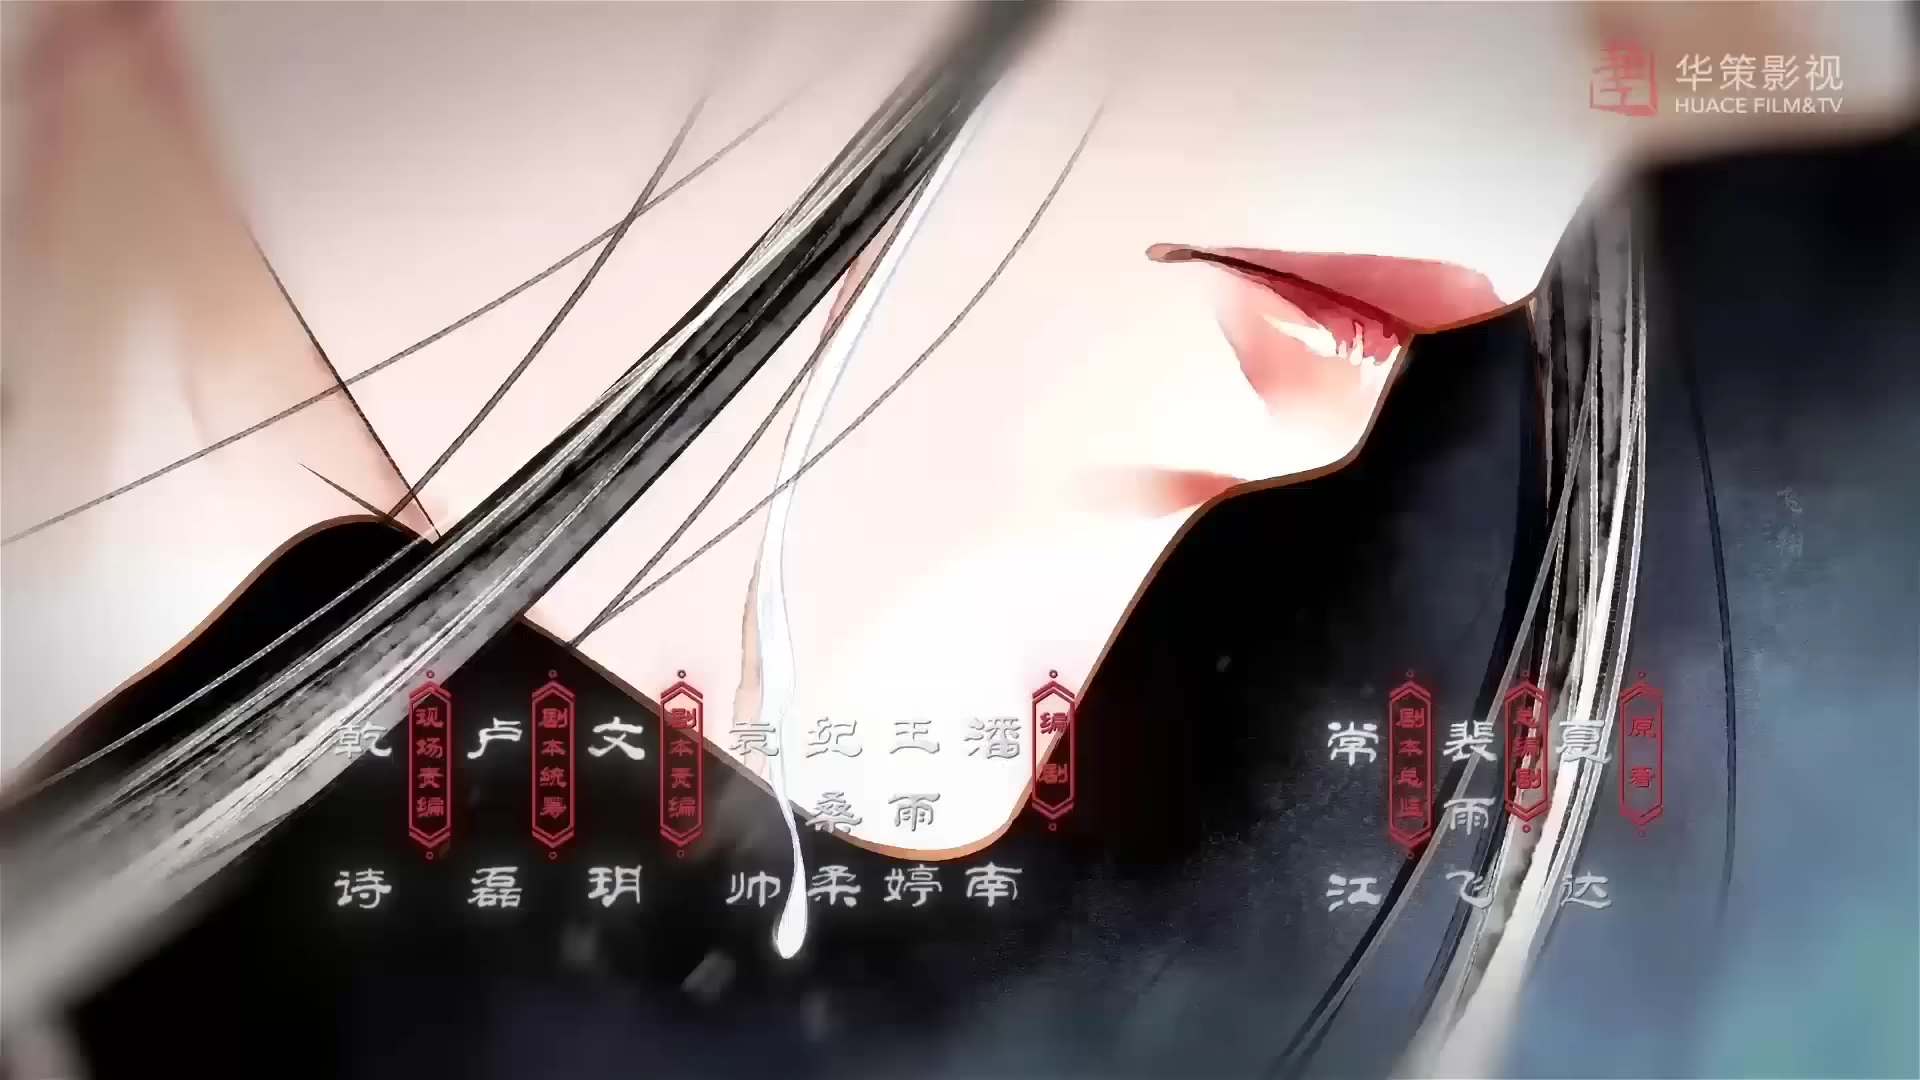 华策影视
HUACE FILM&TV
原著
夏达
总编剧
裴雨飞
剧本总监
常江
编剧
潘南
王雨婷
纪桑柔
袁帅
剧本责编
文玥
剧本统筹
卢磊
现场责编
乾诗